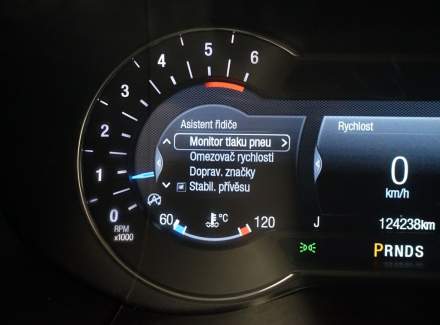 6
5
4
3
2
1
0
RPM
x1000
Asistent řidiče
Monitor tlaku pneu
Omezovač rychlosti
Doprav. značky
Stabil. přívěsu
60 °C 120
Rychlost
0
km/h
J 124238km
PRNDS